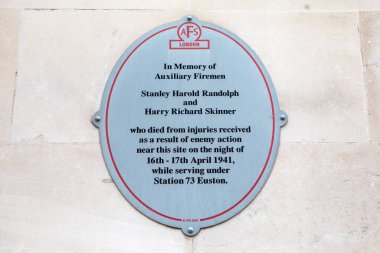 AFS
LONDON
In Memory of
Auxiliary Firemen
Stanley Harold Randolph
and
Harry Richard Skinner
who died from injuries received
as a result of enemy action
near this site on the night of
16th - 17th April 1941,
while serving under
Station 73 Euston.